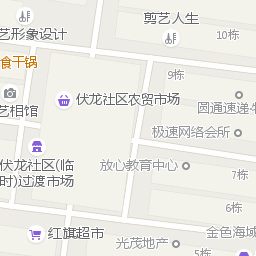 剪艺人生
艺形象设计
10栋
食干锅
9栋
伏龙社区农贸市场
圆通速递
艺相馆
极速网络会所
伏龙社区(临
时)过渡市场
放心教育中心
7栋
6栋
红旗超市
光茂地产
金色海域
5栋